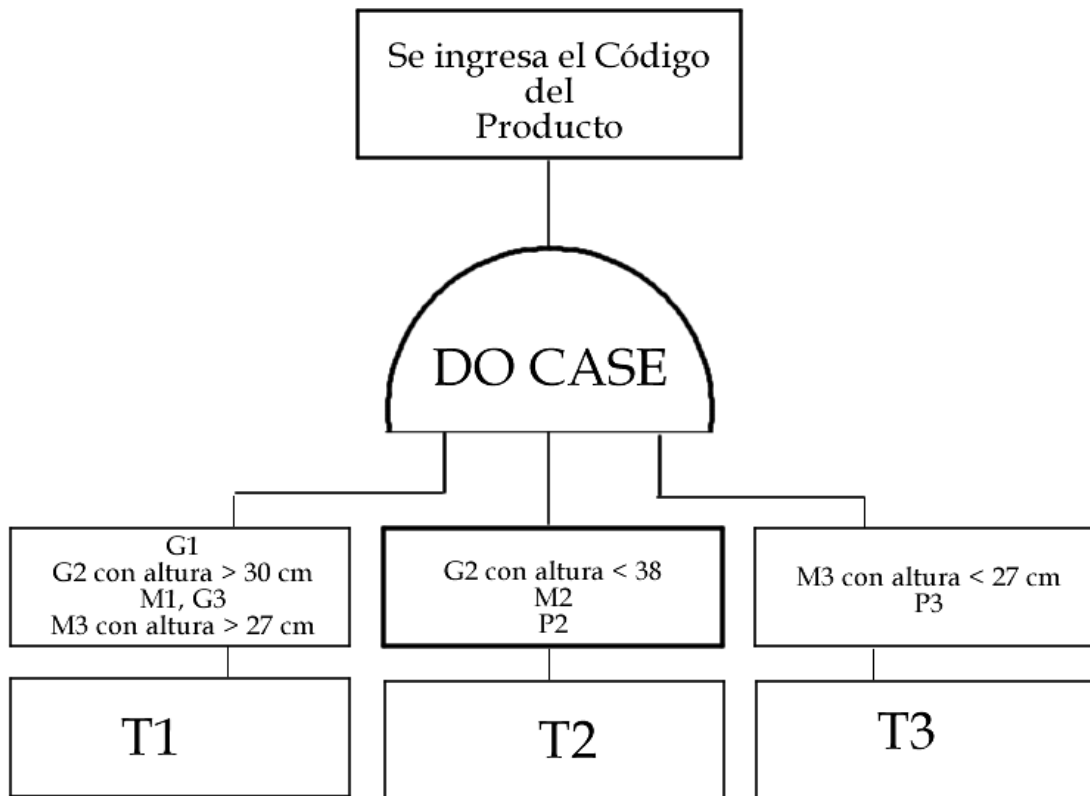 Se ingresa el Código
del
Producto
DO CASE
G1
G2 con altura > 30 cm
M1, G3
M3 con altura > 27 cm
G2 con altura < 38
M2
P2
M3 con altura < 27 cm
P3
T1
T2
T3